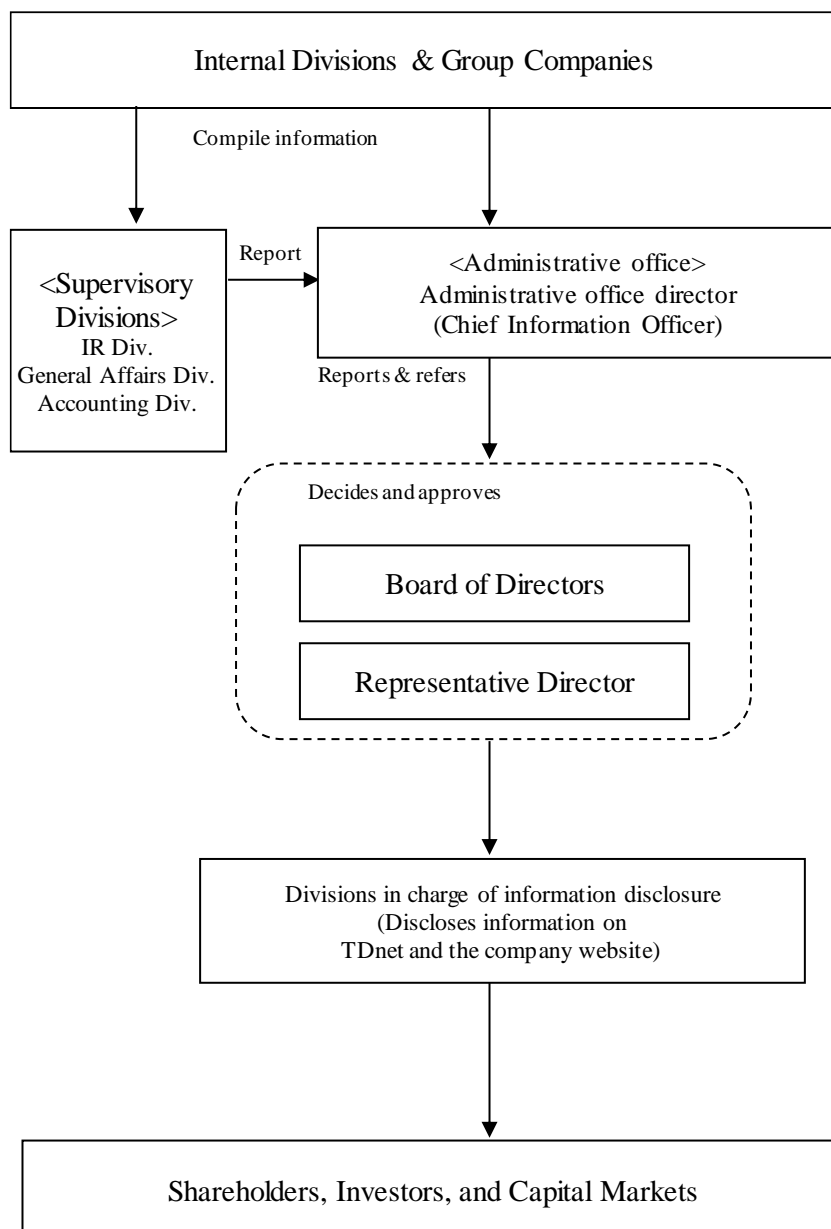 Internal Divisions & Group Companies
Compile information
<Supervisory
Divisions>
IR Div.
General Affairs Div.
Accounting Div.
Report
<Administrative office>
Administrative office director
(Chief Information Officer)
Reports & refers
Decides and approves
Board of Directors
Representative Director
Divisions in charge of information disclosure
(Discloses information on
TDnet and the company website)
Shareholders, Investors, and Capital Markets